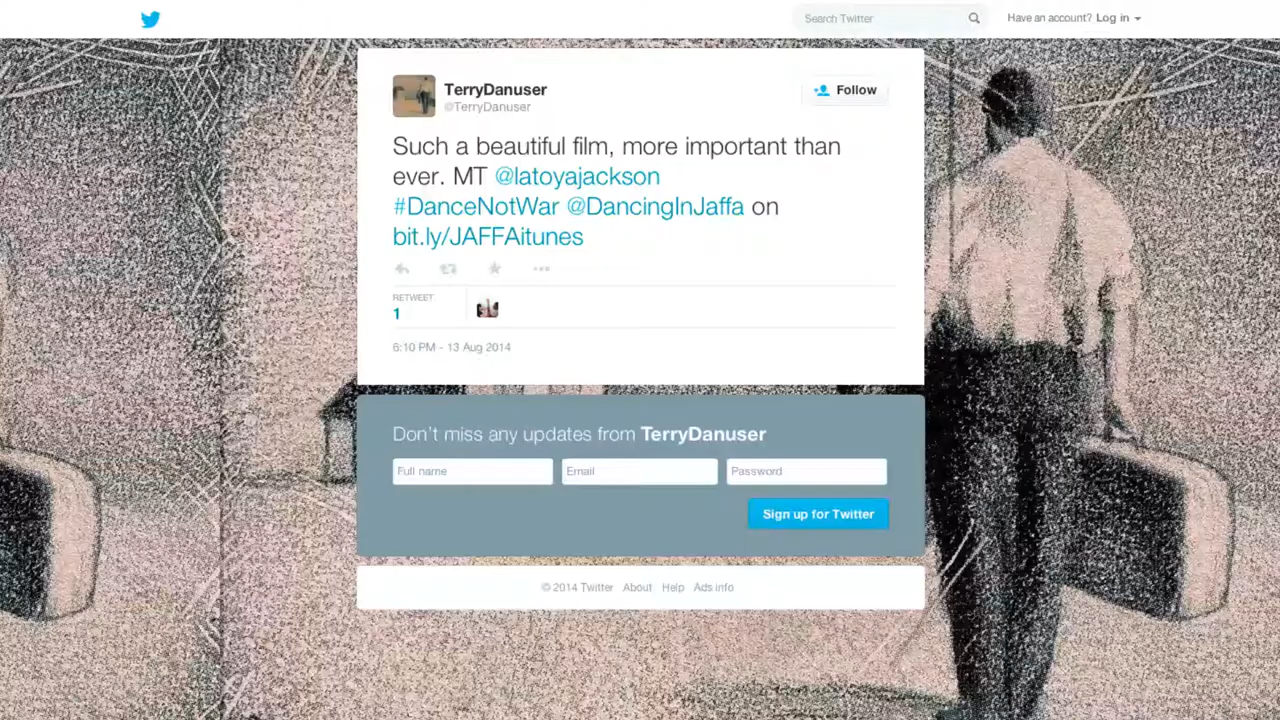 Search Twitter
Have an account? Log in
TerryDanuser
@TerryDanuser
Follow
Such a beautiful film, more important than
ever. MT @latoyajackson
#DanceNotWar @DancingInJaffa on
bit.ly/JAFFAitunes
RETWEET
1
6:10 PM - 13 Aug 2014
Don't miss any updates from TerryDanuser
Full name Email Password
Sign up for Twitter
© 2014 Twitter About Help Ads info